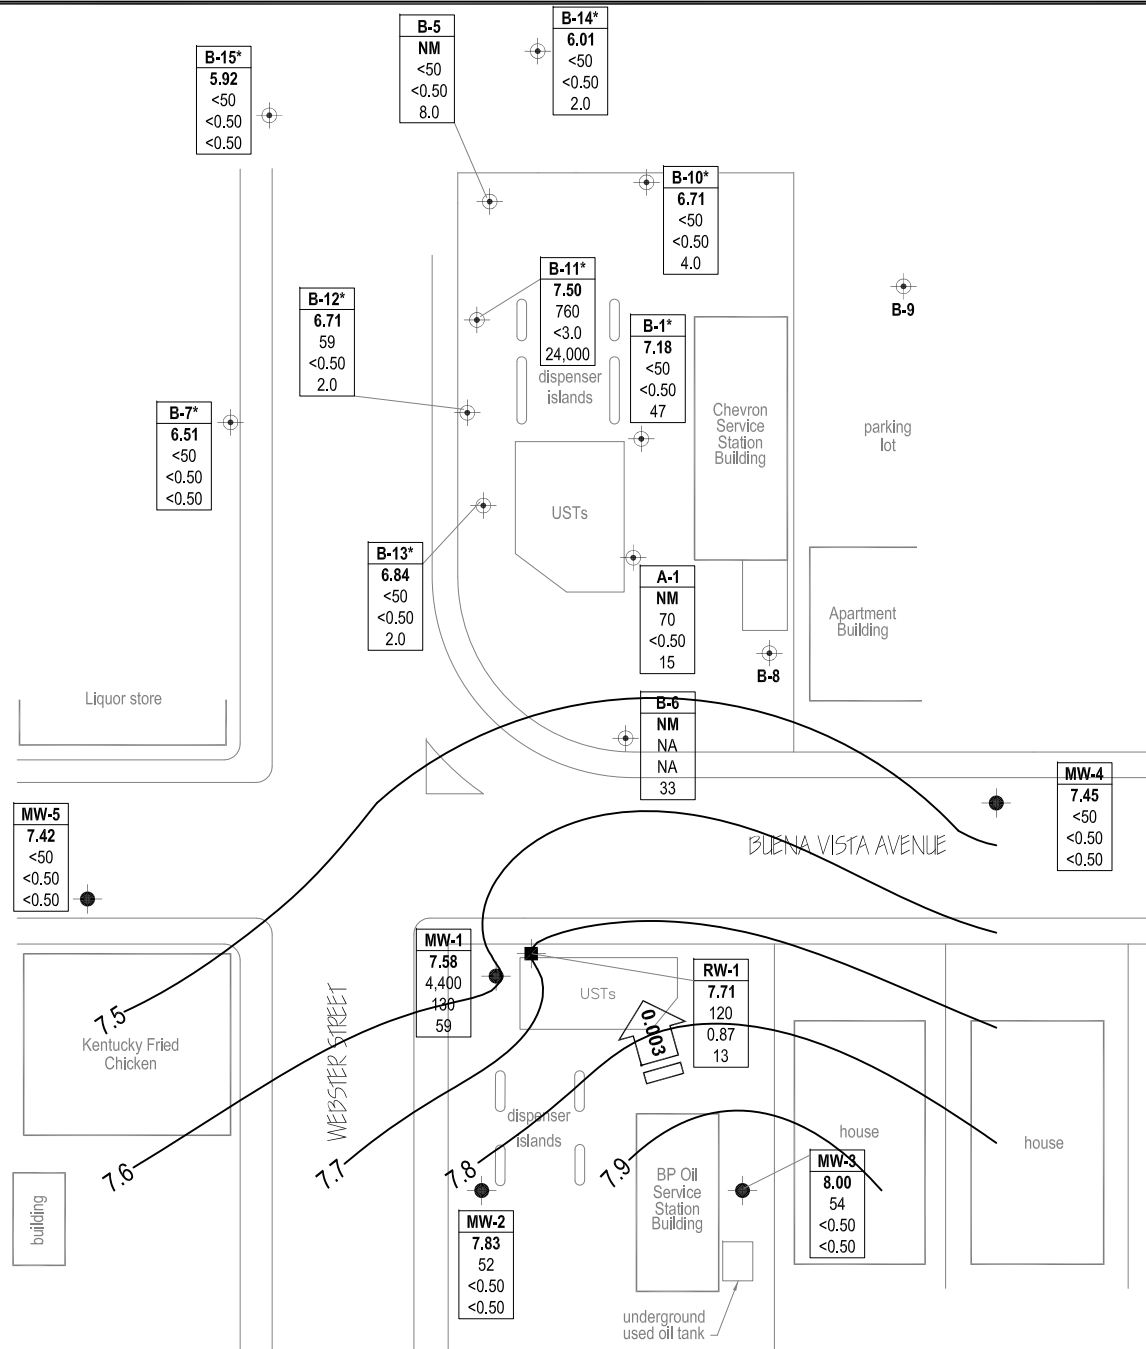 B-14*
6.01
<50
<0.50
2.0
B-5
NM
<50
<0.50
8.0
B-15*
5.92
<50
<0.50
<0.50
B-10*
6.71
<50
<0.50
4.0
B-11*
7.50
760
<3.0
24,000
B-9
B-12*
6.71
59
<0.50
2.0
B-1*
7.18
<50
<0.50
47
dispenser
islands
B-7*
6.51
<50
<0.50
<0.50
Chevron
Service
Station
Building
parking
lot
USTs
B-13*
6.84
<50
<0.50
2.0
A-1
NM
70
<0.50
15
Apartment
Building
B-8
Liquor store
B-6
NM
NA
NA
33
MW-4
7.45
<50
<0.50
<0.50
MW-5
7.42
<50
<0.50
<0.50
BUENA VISTA AVENUE
MW-1
7.58
4,400
130
59
USTs
RW-1
7.71
120
0.87
13
0.003
WEBSTER STREET
7.5
Kentucky Fried
Chicken
dispenser
islands
7.6
7.7
7.8
7.9
house
house
BP Oil
Service
Station
Building
MW-3
8.00
54
<0.50
<0.50
building
MW-2
7.83
52
<0.50
<0.50
underground
used oil tank